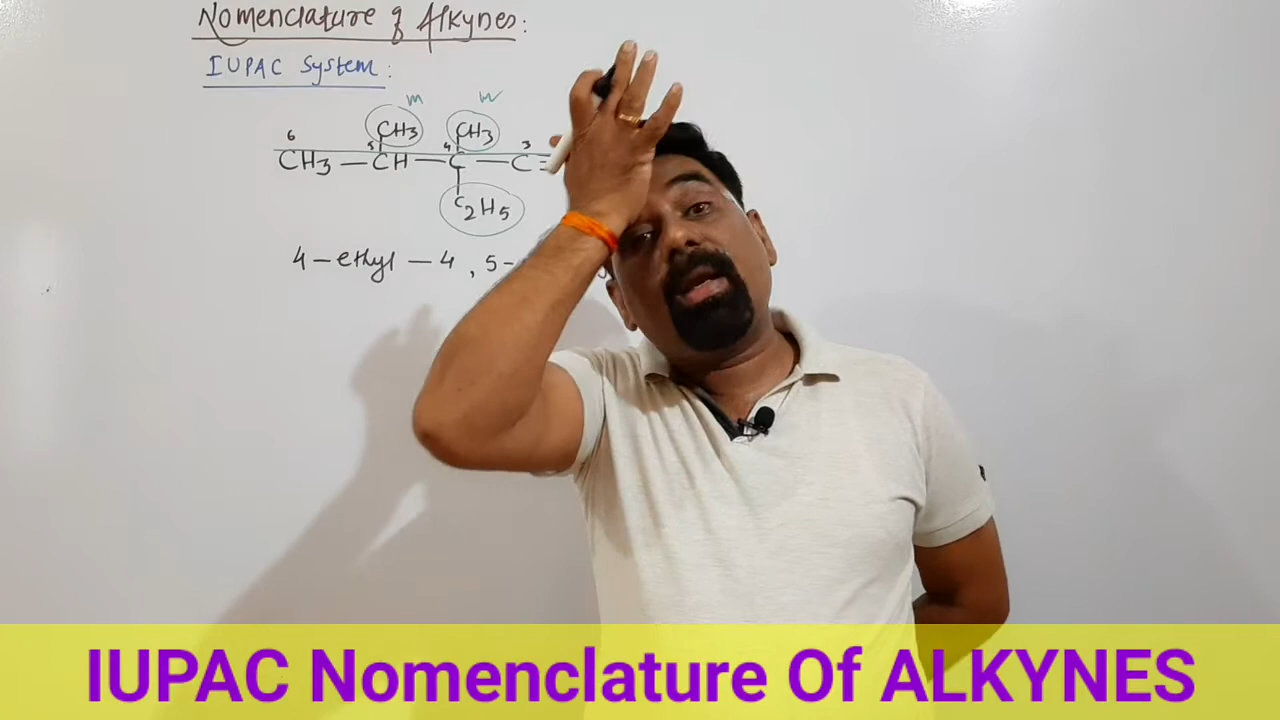 Nomenclature of Alkynes:
IUPAC System:
m w
CH3 CH3
6 5 4 3
CH3 — CH — C — C ≡
C2H5
4-ethyl-4,5-
IUPAC Nomenclature Of ALKYNES